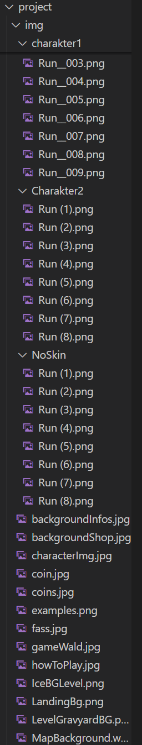 project
img
charakter1
Run__003.png
Run__004.png
Run__005.png
Run__006.png
Run__007.png
Run__008.png
Run__009.png
Charakter2
Run (1).png
Run (2).png
Run (3).png
Run (4).png
Run (5).png
Run (6).png
Run (7).png
Run (8).png
NoSkin
Run (1).png
Run (2).png
Run (3).png
Run (4).png
Run (5).png
Run (6).png
Run (7).png
Run (8).png
backgroundInfos.jpg
backgroundShop.jpg
characterImg.jpg
coin.jpg
coins.jpg
examples.png
fass.jpg
gameWald.jpg
howToPlay.jpg
IceBGLevel.png
LandingBg.png
LevelGravyardBG.p...
MapBackground.w...